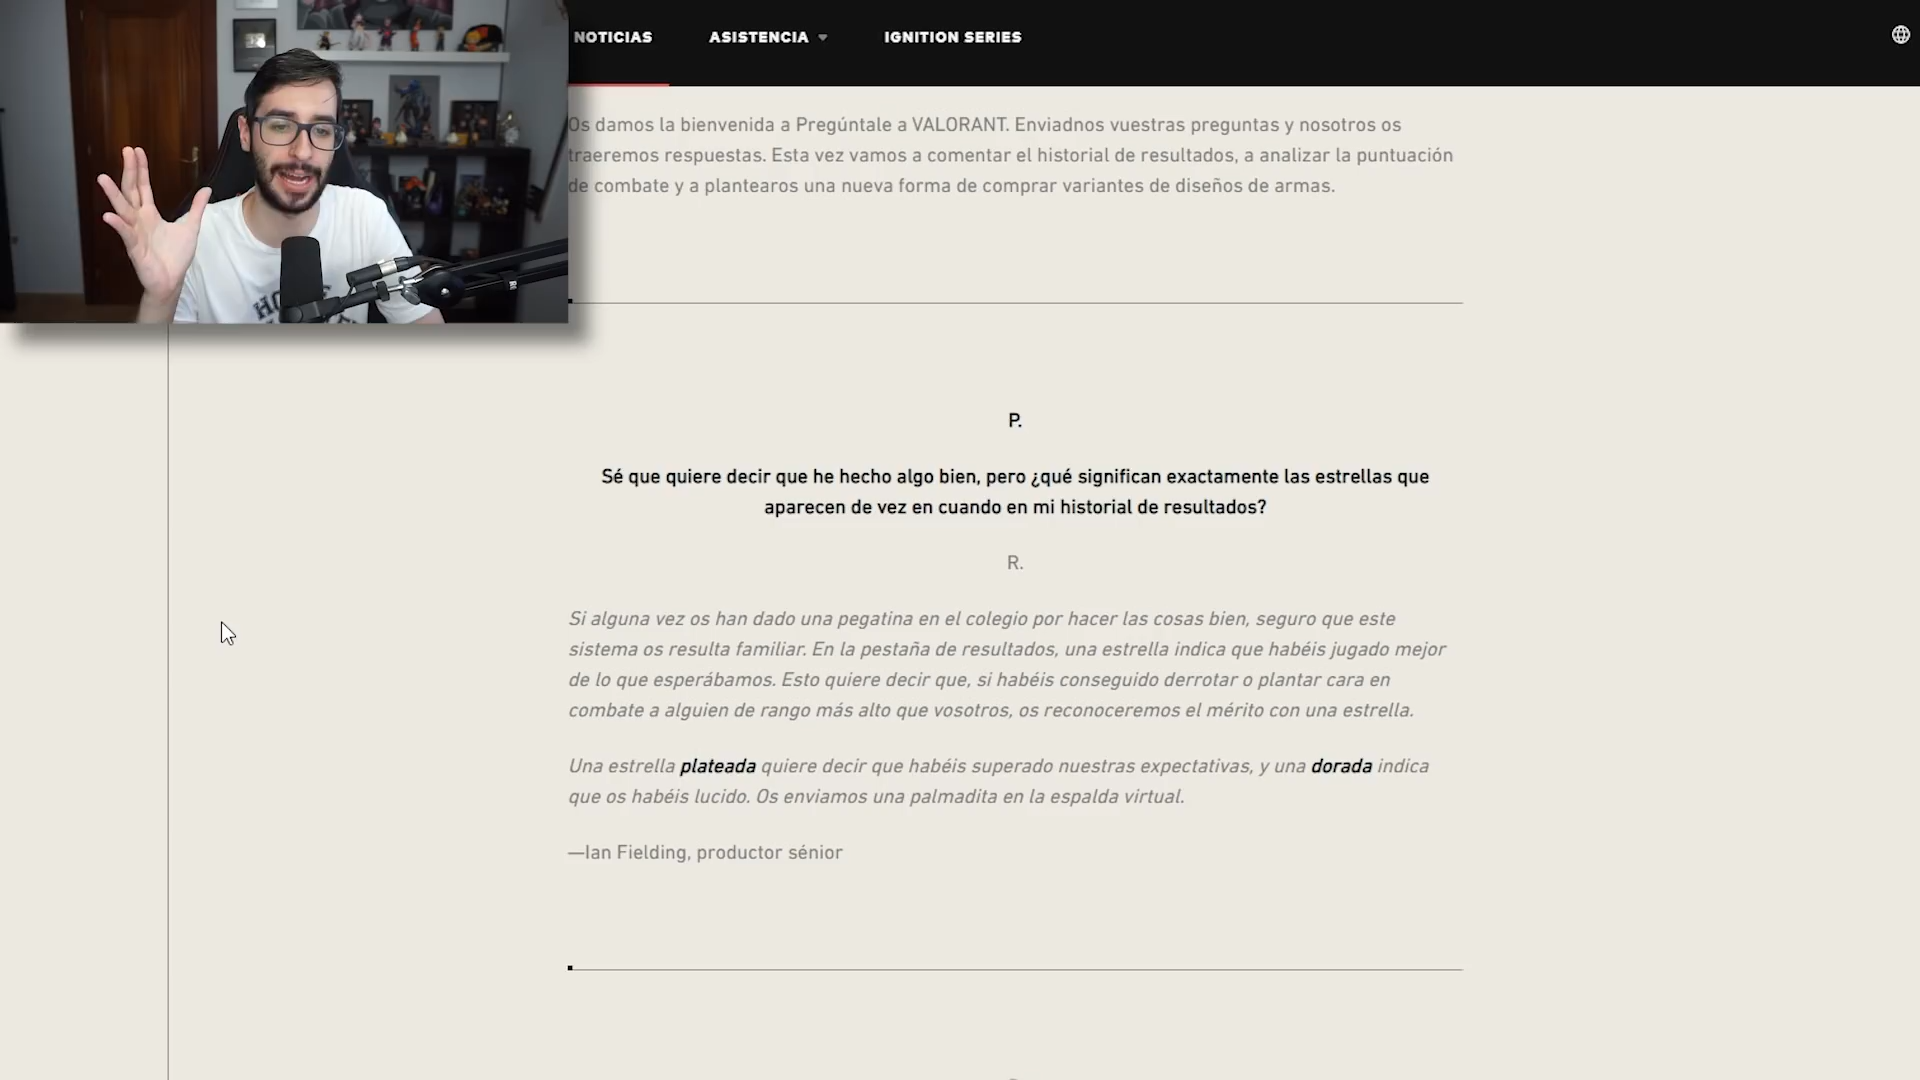 NOTICIAS
ASISTENCIA
IGNITION SERIES
Os damos la bienvenida a Pregúntale a VALORANT. Enviadnos vuestras preguntas y nosotros os
traeremos respuestas. Esta vez vamos a comentar el historial de resultados, a analizar la puntuación
de combate y a plantearos una nueva forma de comprar variantes de diseños de armas.
P.
Sé que quiere decir que he hecho algo bien, pero ¿qué significan exactamente las estrellas que
aparecen de vez en cuando en mi historial de resultados?
R.
Si alguna vez os han dado una pegatina en el colegio por hacer las cosas bien, seguro que este
sistema os resulta familiar. En la pestaña de resultados, una estrella indica que habéis jugado mejor
de lo que esperábamos. Esto quiere decir que, si habéis conseguido derrotar o plantar cara en
combate a alguien de rango más alto que vosotros, os reconoceremos el mérito con una estrella.
Una estrella plateada quiere decir que habéis superado nuestras expectativas, y una dorada indica
que os habéis lucido. Os enviamos una palmadita en la espalda virtual.
—Ian Fielding, productor sénior